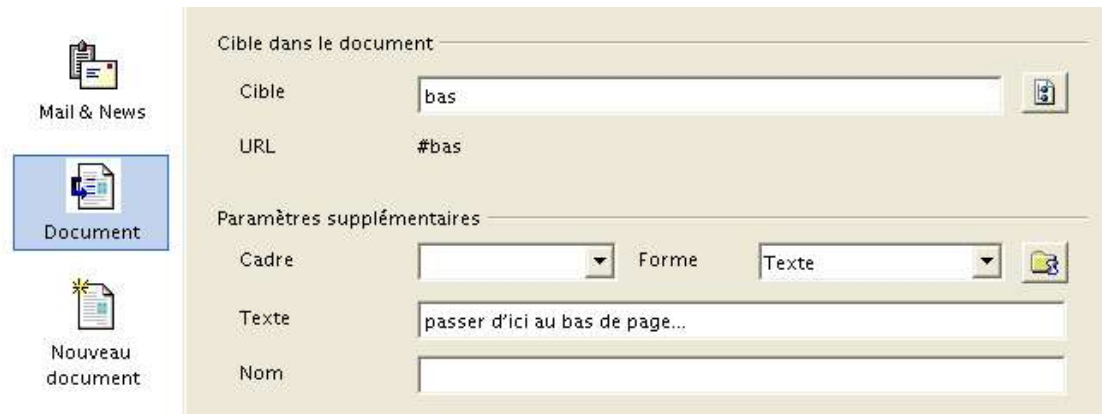 Mail & News
Document
Nouveau
document
Cible dans le document
Cible bas
URL #bas
Paramètres supplémentaires
Cadre Forme Texte
Texte passer d'ici au bas de page...
Nom